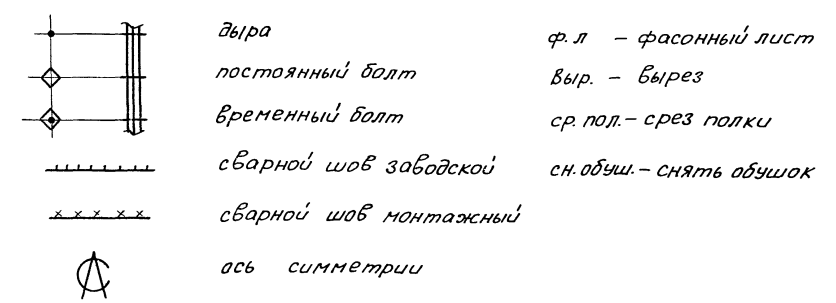 дыра
постоянный болт
временный болт
сварной шов заводской
сварной шов монтажный
ось симметрии
ф.л – фасонный лист
Выр. – вырез
ср. пол. – срез полки
сн. обуш. – снять обушок